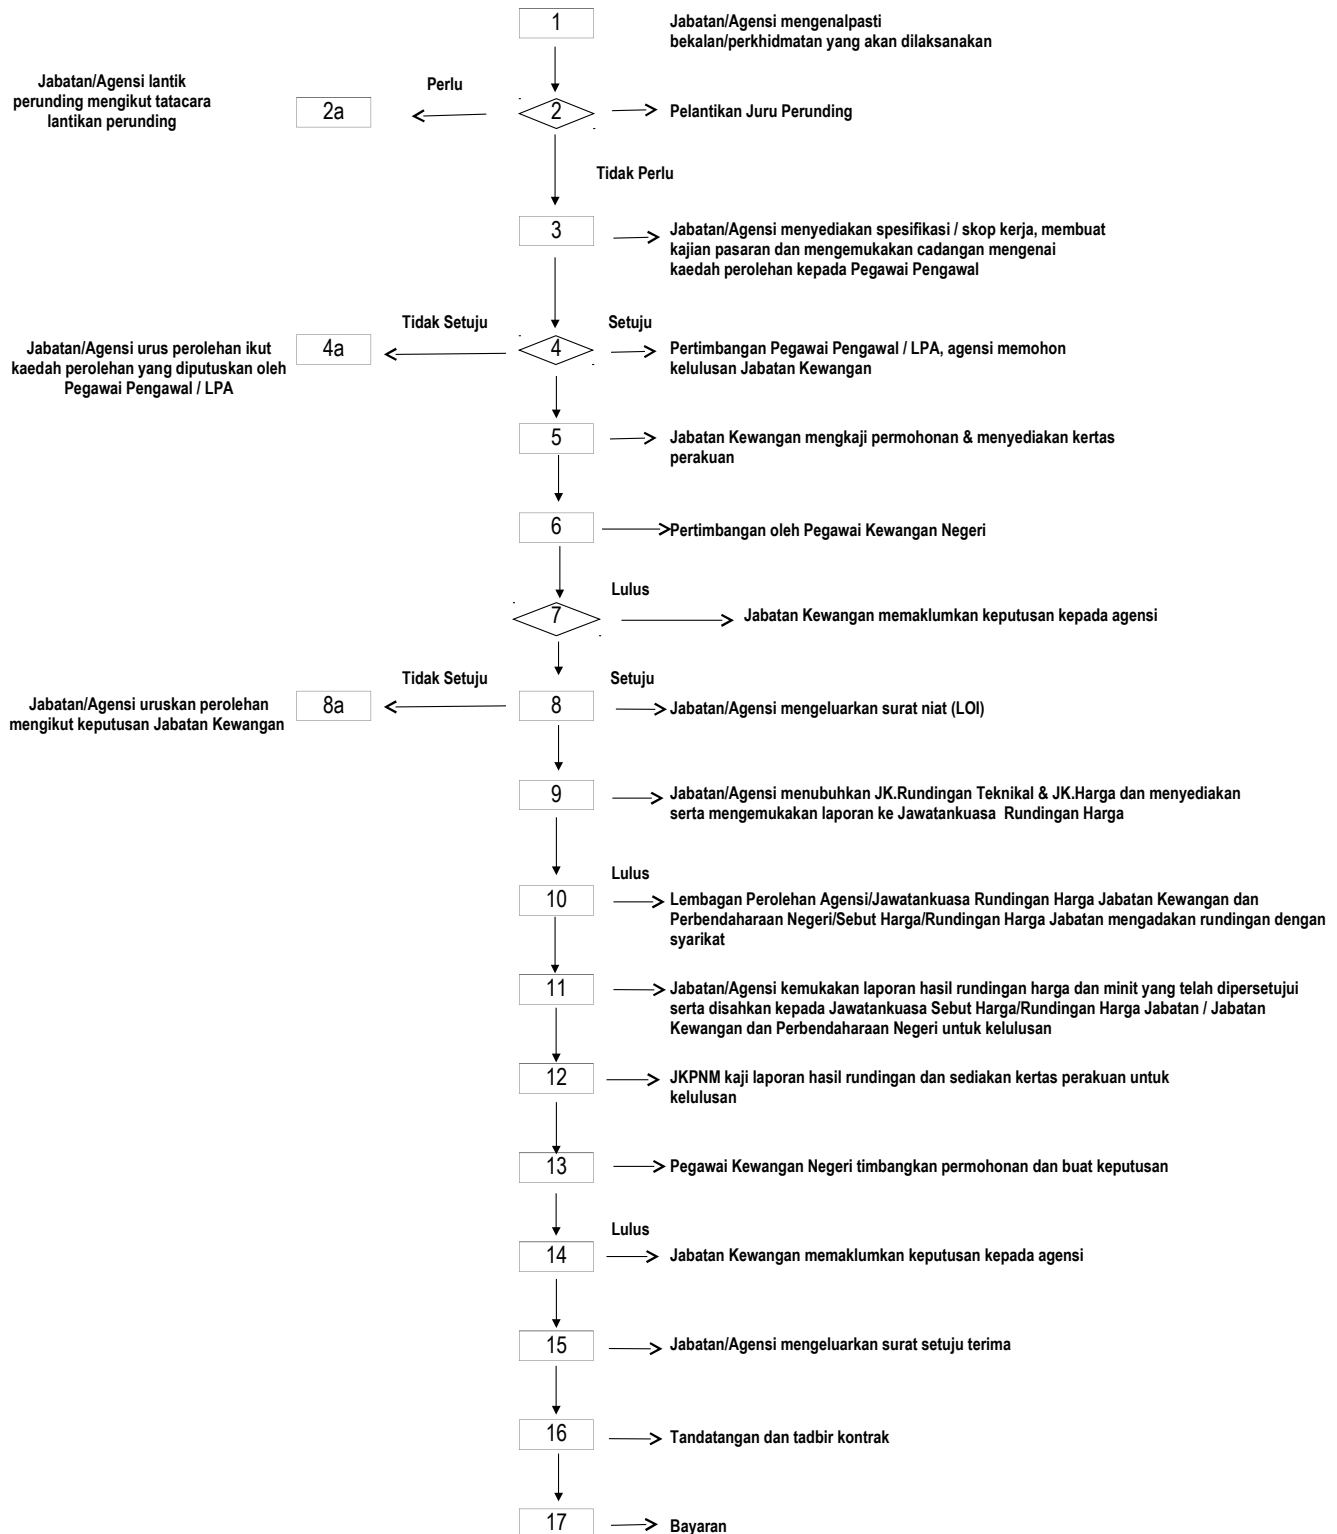 1
Jabatan/Agensi mengenalpasti
bekalan/perkhidmatan yang akan dilaksanakan
Jabatan/Agensi lantik
perunding mengikut tatacara
lantikan perunding
2a
Perlu
2
Pelantikan Juru Perunding
Tidak Perlu
3
Jabatan/Agensi menyediakan spesifikasi / skop kerja, membuat
kajian pasaran dan mengemukakan cadangan mengenai
kaedah perolehan kepada Pegawai Pengawal
Jabatan/Agensi urus perolehan ikut
kaedah perolehan yang diputuskan oleh
Pegawai Pengawal / LPA
4a
Tidak Setuju
4
Setuju
Pertimbangan Pegawai Pengawal / LPA, agensi memohon
kelulusan Jabatan Kewangan
5
Jabatan Kewangan mengkaji permohonan & menyediakan kertas
perakuan
6
Pertimbangan oleh Pegawai Kewangan Negeri
Lulus
7
Jabatan Kewangan memaklumkan keputusan kepada agensi
Jabatan/Agensi uruskan perolehan
mengikut keputusan Jabatan Kewangan
8a
Tidak Setuju
8
Setuju
Jabatan/Agensi mengeluarkan surat niat (LOI)
9
Jabatan/Agensi menubuhkan JK.Rundingan Teknikal & JK.Harga dan menyediakan
serta mengemukakan laporan ke Jawatankuasa Rundingan Harga
Lulus
10
Lembagan Perolehan Agensi/Jawatankuasa Rundingan Harga Jabatan Kewangan dan
Perbendaharaan Negeri/Sebut Harga/Rundingan Harga Jabatan mengadakan rundingan dengan
syarikat
11
Jabatan/Agensi kemukakan laporan hasil rundingan harga dan minit yang telah dipersetujui
serta disahkan kepada Jawatankuasa Sebut Harga/Rundingan Harga Jabatan / Jabatan
Kewangan dan Perbendaharaan Negeri untuk kelulusan
12
JKPNM kaji laporan hasil rundingan dan sediakan kertas perakuan untuk
kelulusan
13
Pegawai Kewangan Negeri timbangkan permohonan dan buat keputusan
Lulus
14
Jabatan Kewangan memaklumkan keputusan kepada agensi
15
Jabatan/Agensi mengeluarkan surat setuju terima
16
Tandatangan dan tadbir kontrak
17
Bayaran